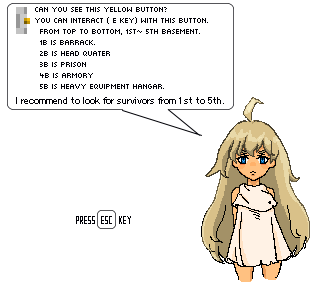 CAN YOU SEE THIS YELLOW BUTTON?
YOU CAN INTERACT ( E KEY) WITH THIS BUTTON.
FROM TOP TO BOTTOM, 1ST~ 5TH BASEMENT.
1B IS BARRACK.
2B IS HEAD QUATER
3B IS PRISON
4B IS ARMORY
5B IS HEAVY EQUIPMENT HANGAR.
I recommend to look for survivors from 1st to 5th.
PRESS ESC KEY